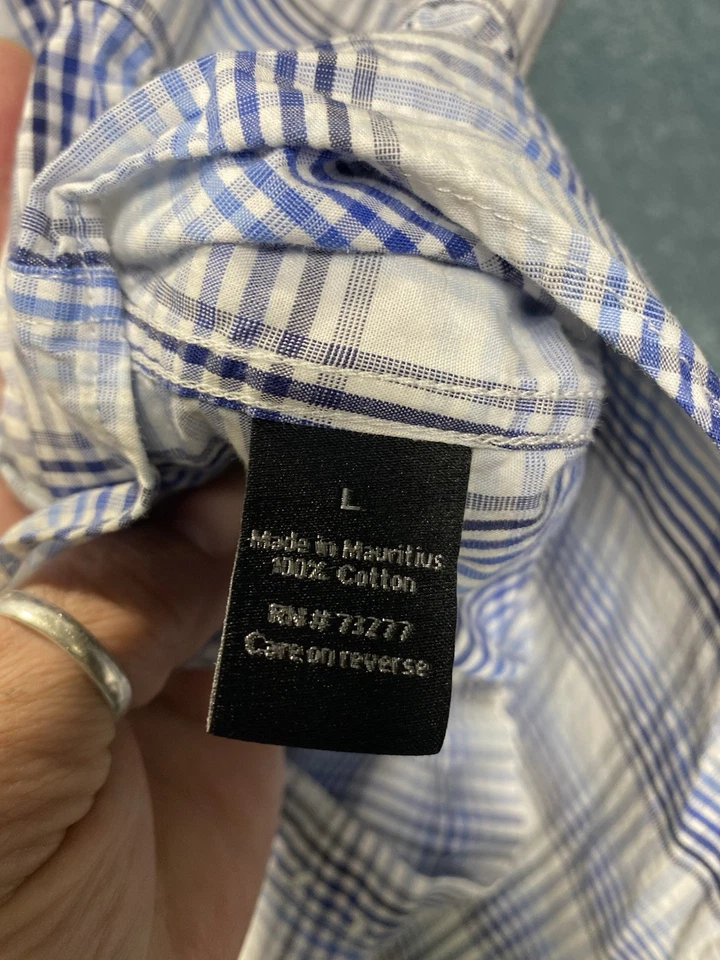 L
Made in Mauritius
100% Cotton
RN # 73277
Care on reverse